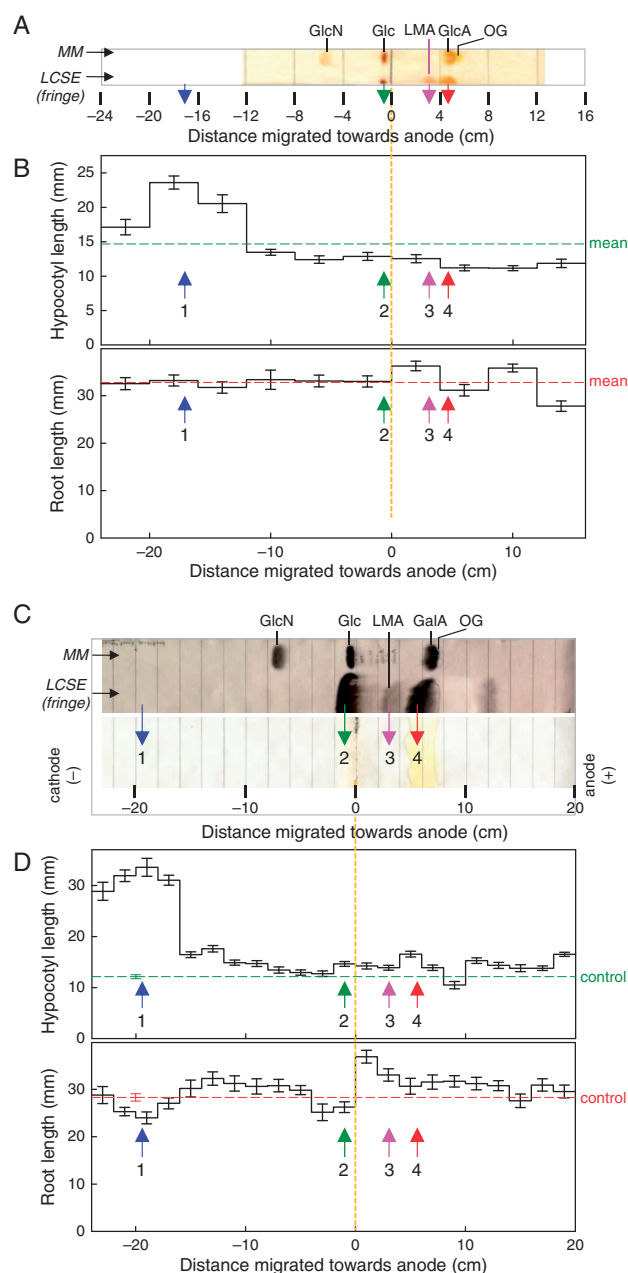 A
GlcN Glc LMA GlcA OG
MM
LCSE
(fringe)
−24 −20 −16 −12 −8 −4 0 4 8 12 16
Distance migrated towards anode (cm)
B
Hypocotyl length (mm)
25
20
15
10
5
0
mean
1 2 3 4
Root length (mm)
30
20
0
mean
1 2 3 4
−20 −10 0 10
Distance migrated towards anode (cm)
C
GlcN Glc LMA GalA OG
MM
LCSE
(fringe)
1 2 3 4
cathode
(−)
anode
(+)
−20 −10 0 10 20
Distance migrated towards anode (cm)
D
Hypocotyl length (mm)
30
20
10
0
control
1 2 3 4
Root length (mm)
30
20
0
control
1 2 3 4
−20 −10 0 10 20
Distance migrated towards anode (cm)